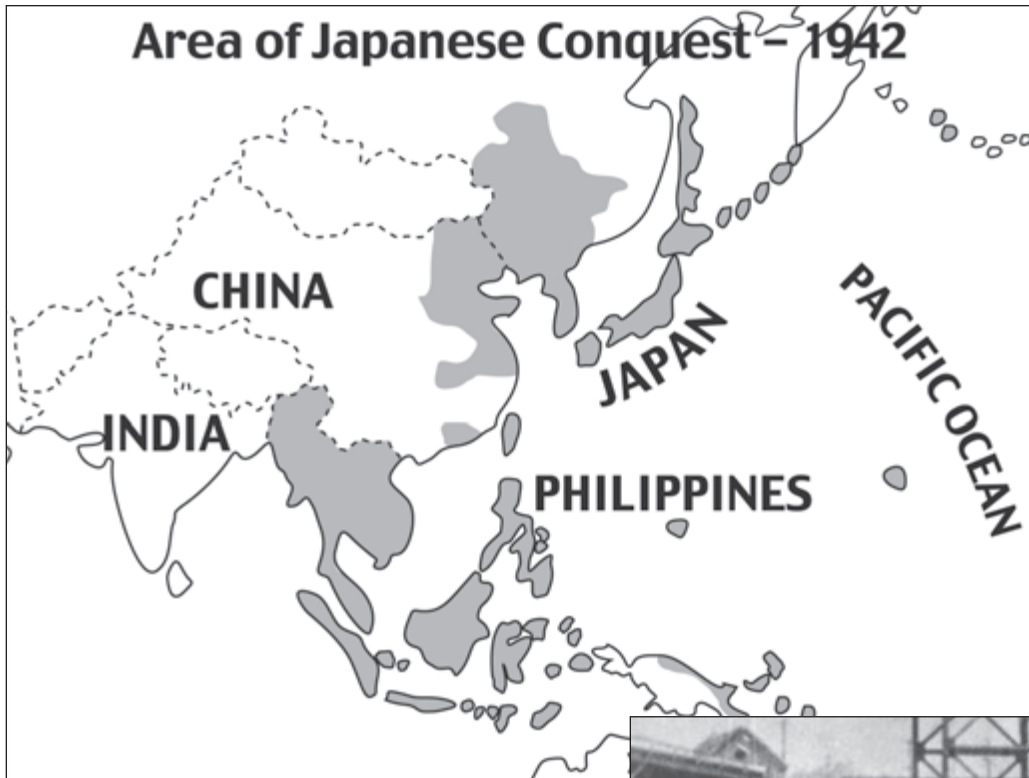 Area of Japanese Conquest – 1942
CHINA
JAPAN
PACIFIC OCEAN
INDIA
PHILIPPINES